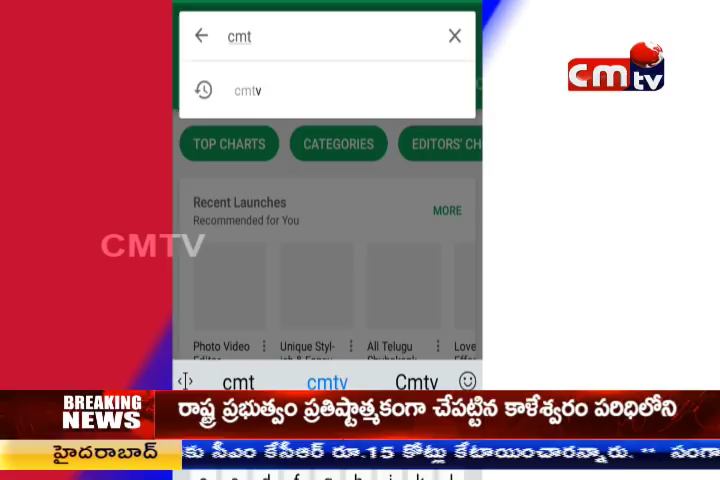 cmt
cmtv
cmtv
TOP CHARTS
CATEGORIES
EDITORS' CH
Recent Launches
Recommended for You
MORE
CMTV
Photo Video
Unique Styl-
All Telugu
Love
cmt
cmtv
Cmtv
BREAKING
NEWS
రాష్ట్ర ప్రభుత్వం ప్రతిష్టాత్మకంగా చేపట్టిన కాళేశ్వరం పరిధిలోని
హైదరాబాద్
కు సీఎం కేసీఆర్ రూ.15 కోట్లు కేటాయించారన్నారు. ** సంగా